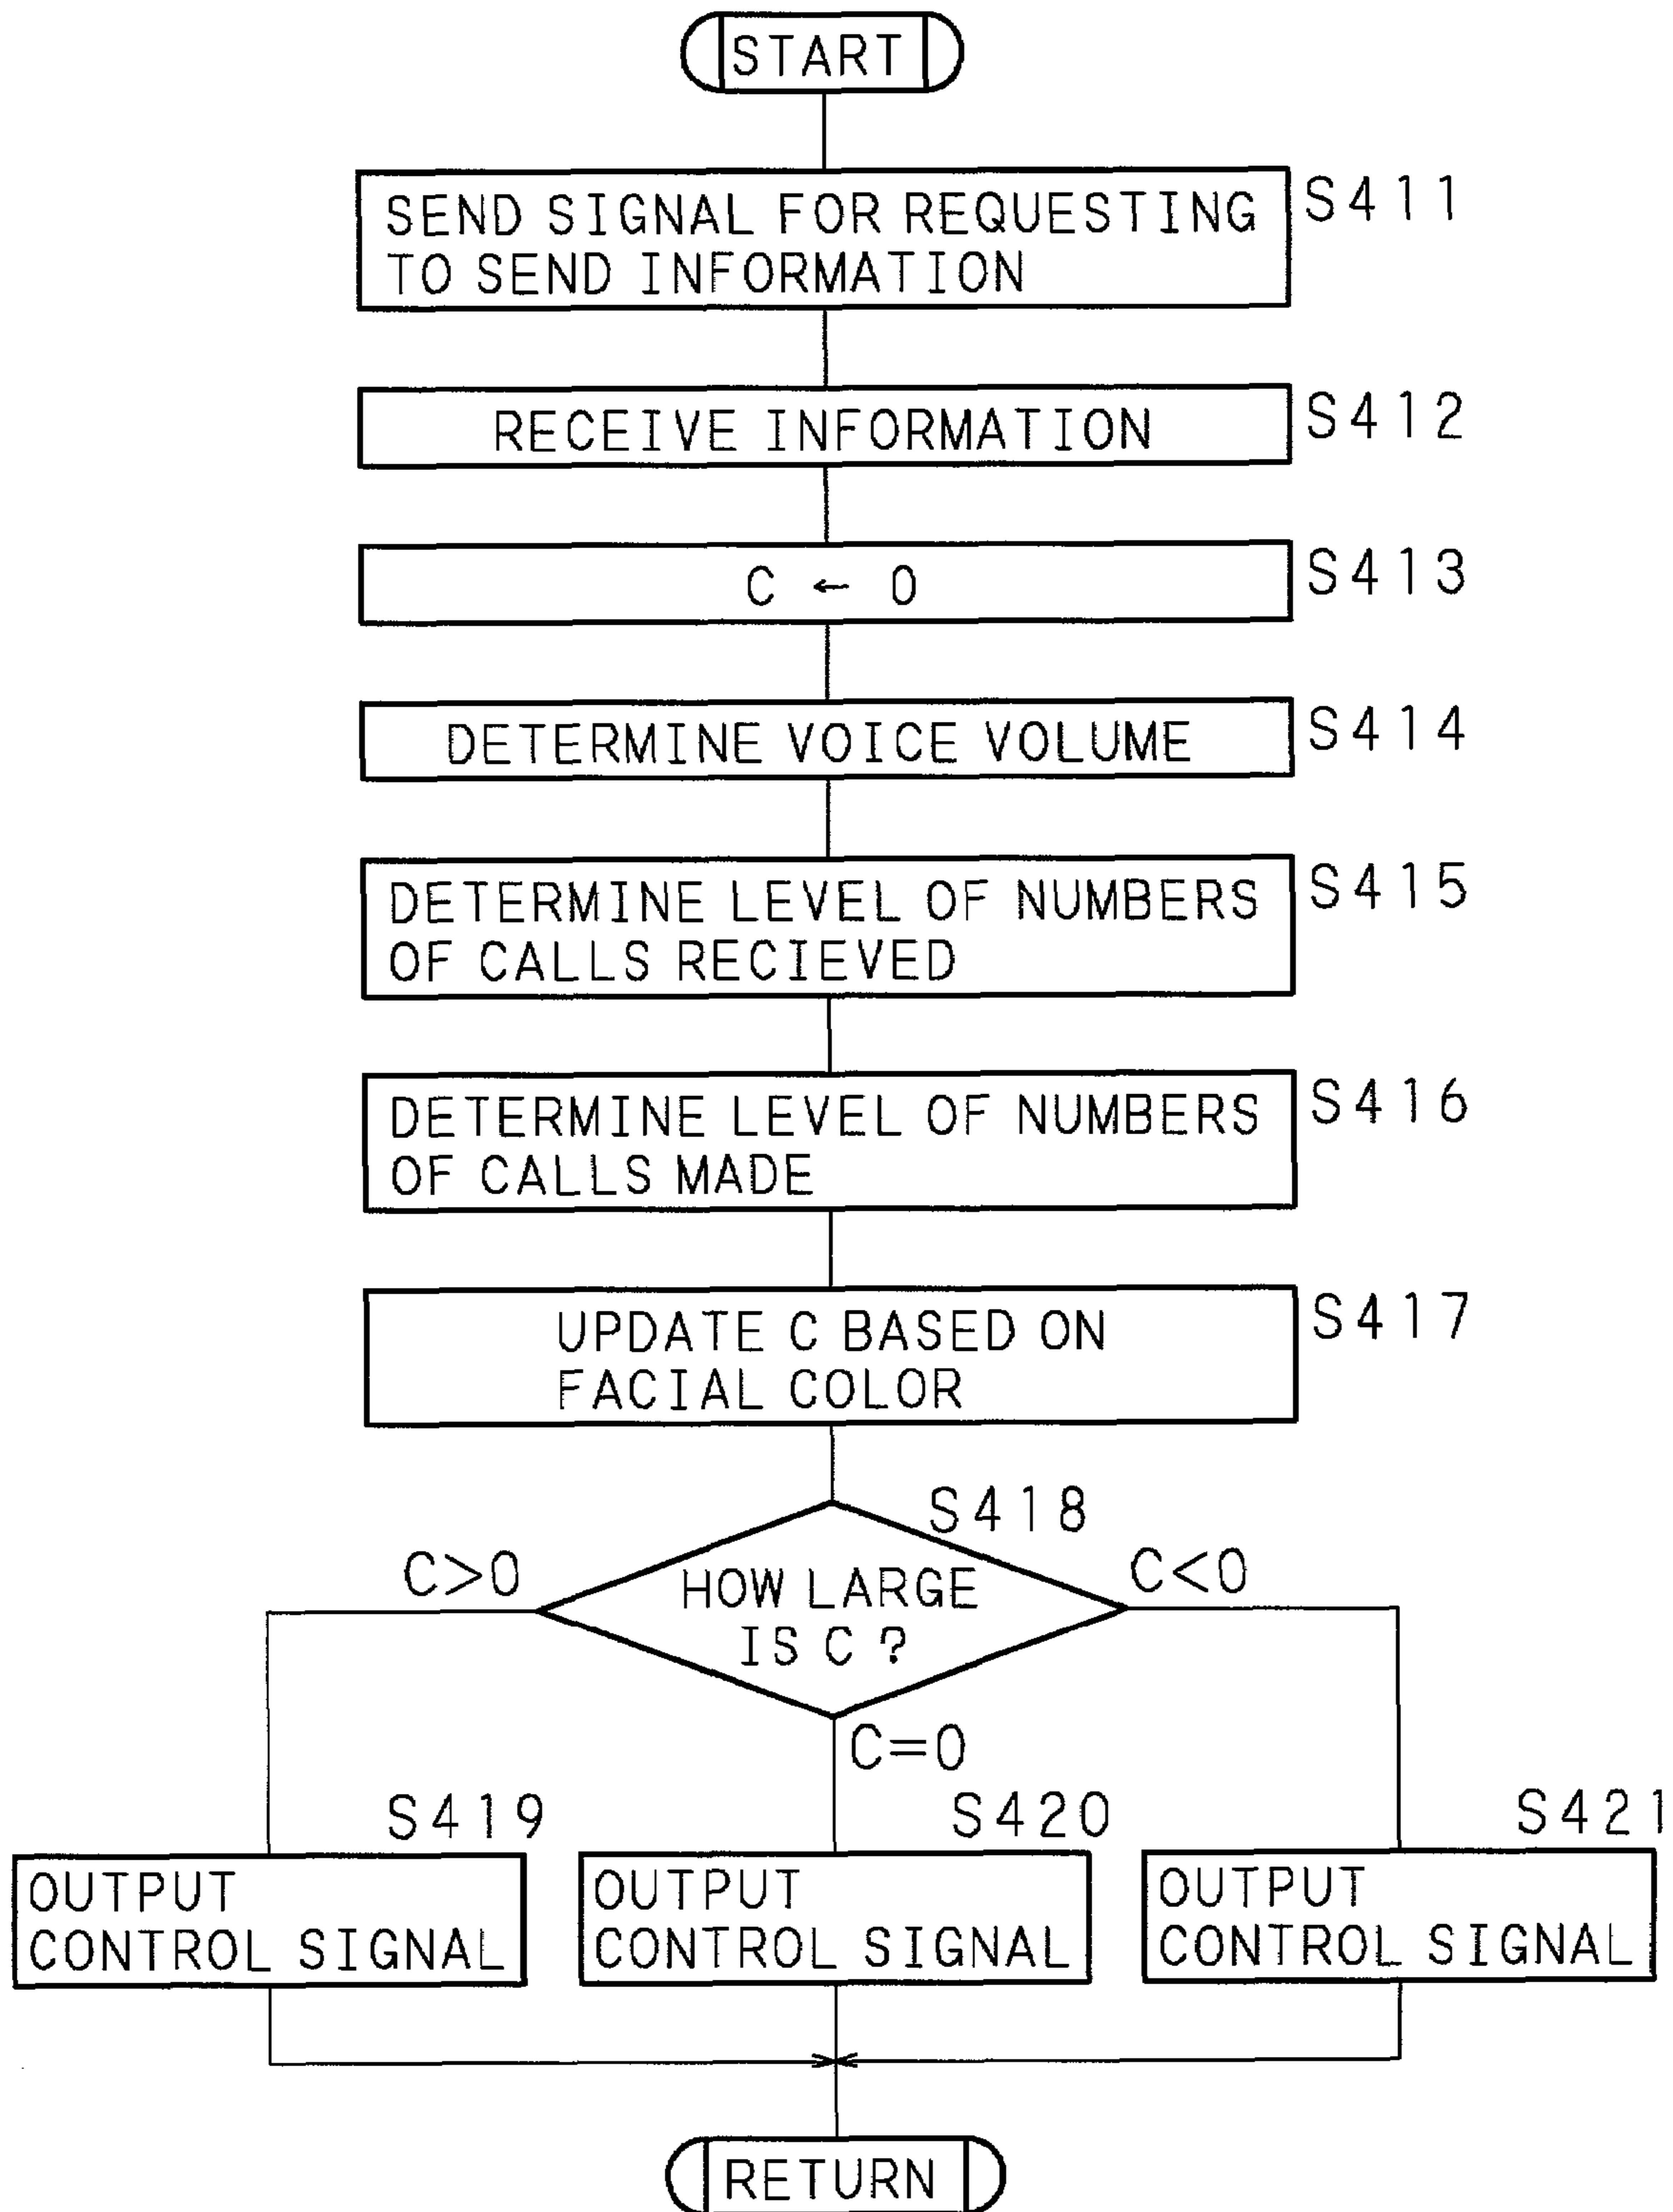 START
SEND SIGNAL FOR REQUESTING
TO SEND INFORMATION
S411
RECEIVE INFORMATION
S412
C ← 0
S413
DETERMINE VOICE VOLUME
S414
DETERMINE LEVEL OF NUMBERS
OF CALLS RECIEVED
S415
DETERMINE LEVEL OF NUMBERS
OF CALLS MADE
S416
UPDATE C BASED ON
FACIAL COLOR
S417
S418
HOW LARGE
IS C ?
C>0
C<0
C=0
S419
OUTPUT
CONTROL SIGNAL
S420
OUTPUT
CONTROL SIGNAL
S421
OUTPUT
CONTROL SIGNAL
RETURN